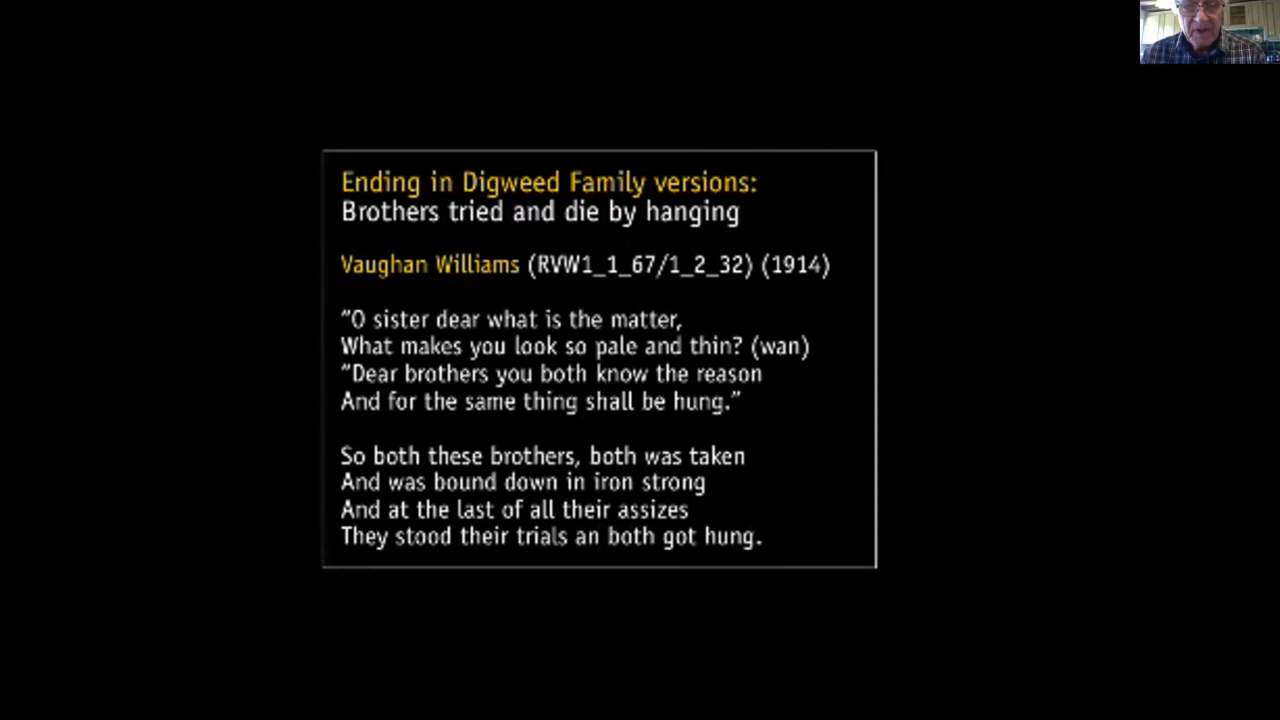 Ending in Digweed Family versions:
Brothers tried and die by hanging
Vaughan Williams (RVW1_1_67/1_2_32) (1914)
"O sister dear what is the matter,
What makes you look so pale and thin? (wan)
"Dear brothers you both know the reason
And for the same thing shall be hung."
So both these brothers, both was taken
And was bound down in iron strong
And at the last of all their assizes
They stood their trials an both got hung.